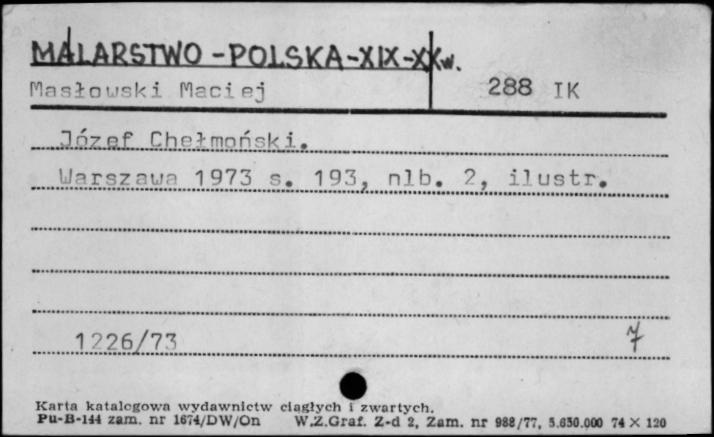 MALARSTWO-POLSKA-XIX-XXw.
Masłowski Maciej 288 IK
Józef Chełmoński.
Warszawa 1973 s. 193, nlb. 2, ilustr.
1226/73 7
Karta katalogowa wydawnictw ciągłych i zwartych.
Pu-B-144 zam. nr 1674/DW/On W.Z.Graf. Z-d 2, Zam. nr 988/77, 5.630.000 74 × 120